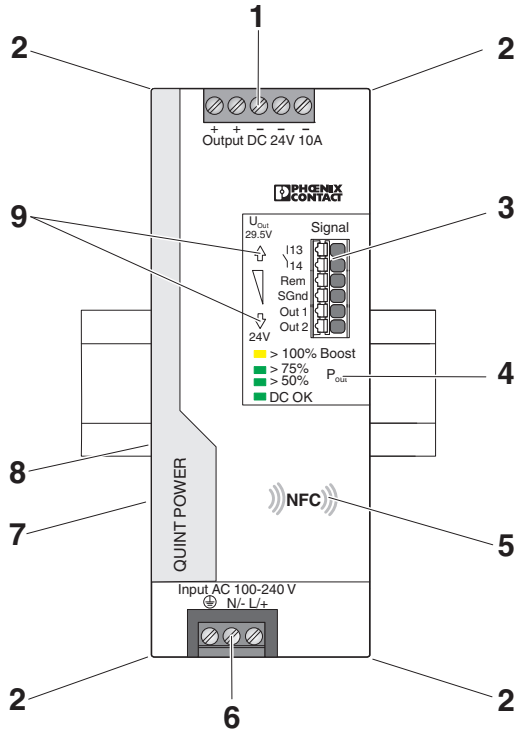 1
2
2
+ + – – –
Output DC 24V 10A
PHŒNIX
CONTACT
9
3
UOut
29.5V
Signal
13
14
Rem
SGnd
Out 1
Out 2
24V
> 100% Boost
> 75%
> 50%
Pout
4
DC OK
8
7
QUINT POWER
NFC
5
Input AC 100-240 V
N/- L/+
2
2
6